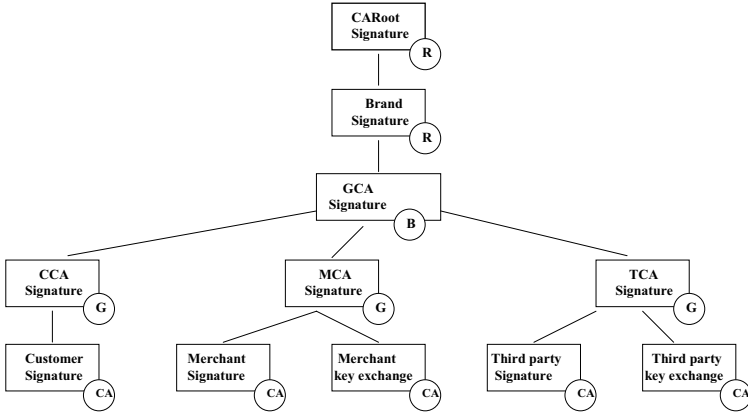 CARoot
Signature
R
Brand
Signature
R
GCA
Signature
B
CCA
Signature
G
MCA
Signature
G
TCA
Signature
G
Customer
Signature
CA
Merchant
Signature
CA
Merchant
key exchange
CA
Third party
Signature
CA
Third party
key exchange
CA